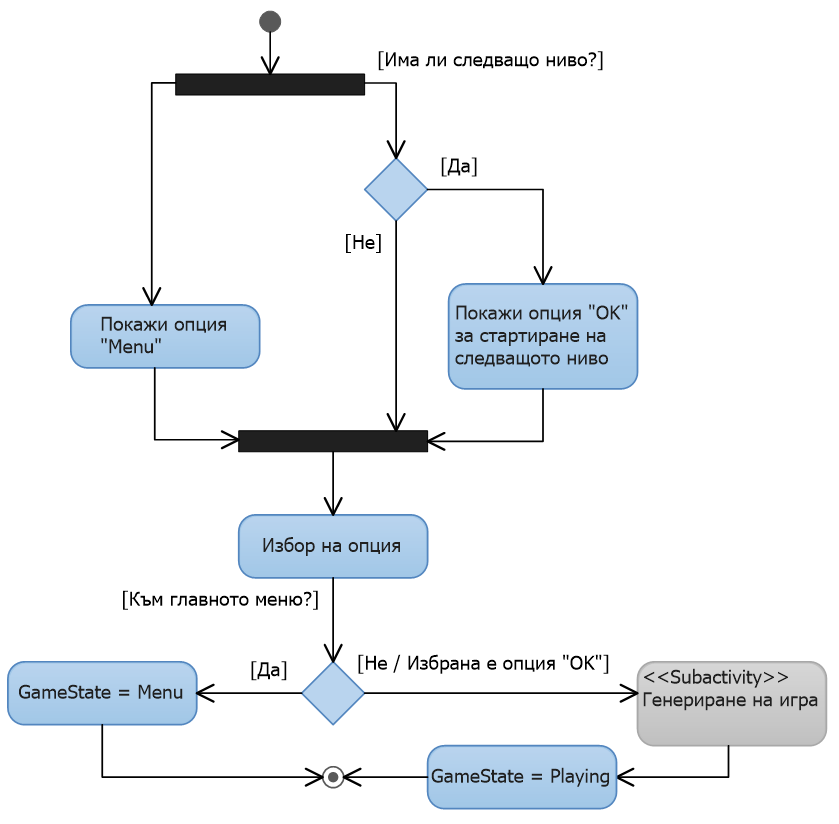 [Има ли следващо ниво?]
[Да]
[Не]
Покажи опция
"Menu"
Покажи опция "OK"
за стартиране на
следващото ниво
Избор на опция
[Към главното меню?]
[Да]
[Не / Избрана е опция "OK"]
GameState = Menu
<<Subactivity>>
Генериране на игра
GameState = Playing